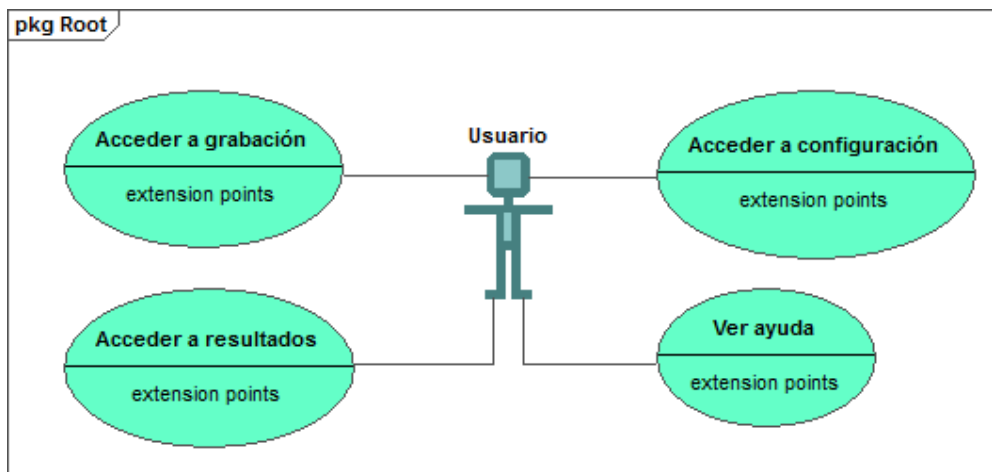 pkg Root
Acceder a grabación
extension points
Usuario
Acceder a configuración
extension points
Acceder a resultados
extension points
Ver ayuda
extension points